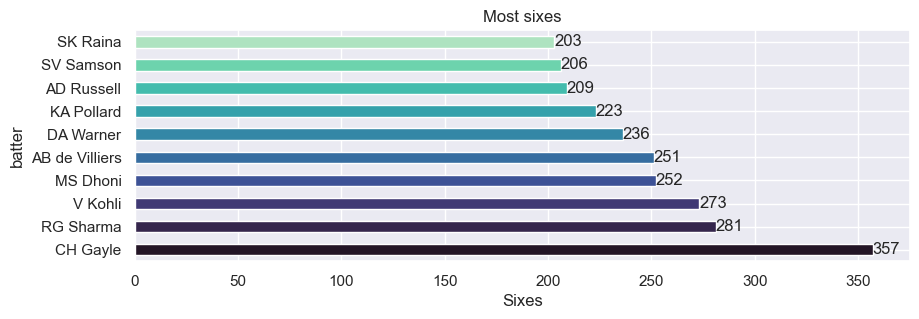 Most sixes
SK Raina 203
SV Samson 206
AD Russell 209
KA Pollard 223
DA Warner 236
AB de Villiers 251
MS Dhoni 252
V Kohli 273
RG Sharma 281
CH Gayle 357
batter
0 50 100 150 200 250 300 350
Sixes